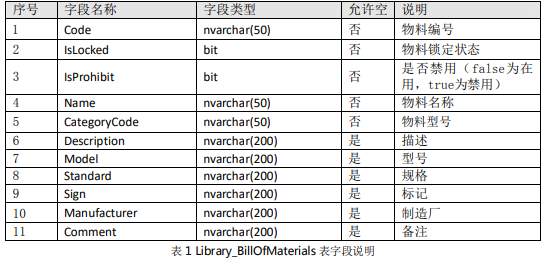 序号 字段名称 字段类型 允许空 说明
1 Code nvarchar(50) 否 物料编号
2 IsLocked bit 否 物料锁定状态
3 IsProhibit bit 否 是否禁用（false为在
用，true为禁用）
4 Name nvarchar(50) 否 物料名称
5 CategoryCode nvarchar(50) 否 物料型号
6 Description nvarchar(200) 是 描述
7 Model nvarchar(200) 是 型号
8 Standard nvarchar(200) 是 规格
9 Sign nvarchar(200) 是 标记
10 Manufacturer nvarchar(200) 是 制造厂
11 Comment nvarchar(200) 是 备注
表 1 Library_BillOfMaterials 表字段说明